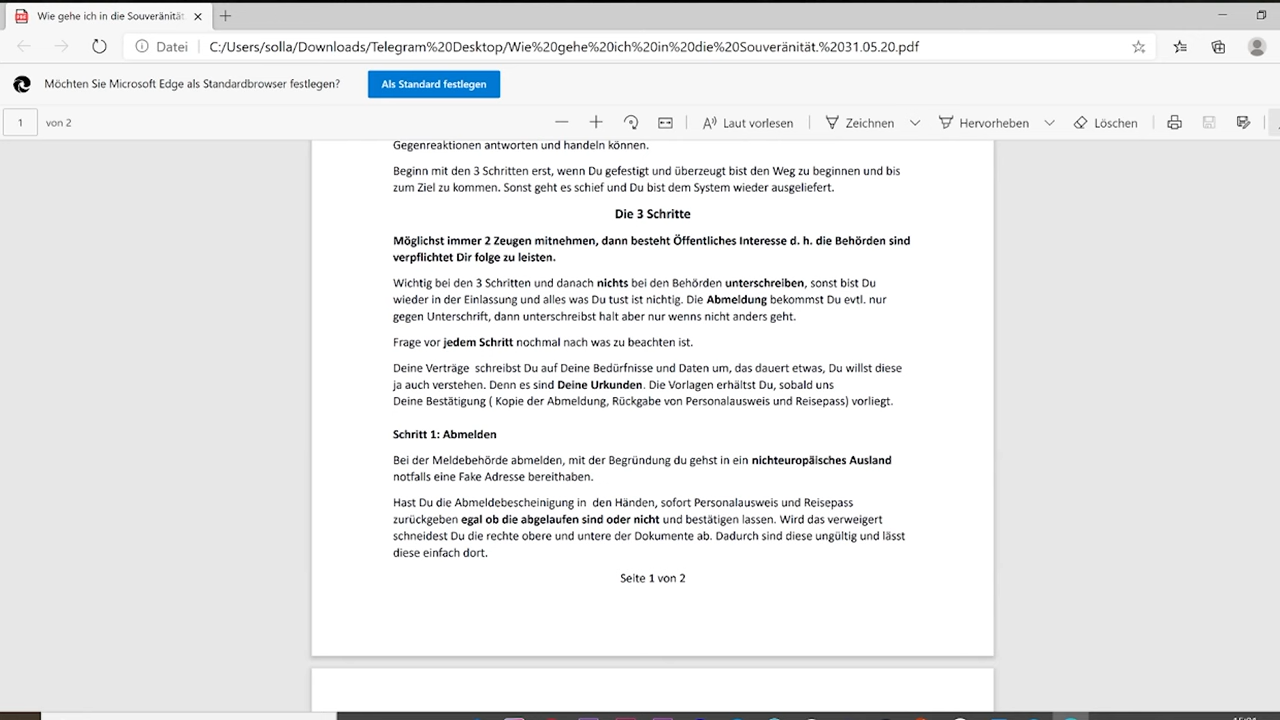 Wie gehe ich in die Souveränität.
Datei
C:/Users/solla/Downloads/Telegram%20Desktop/Wie%20gehe%20ich%20in%20die%20Souveränität.%2031.05.20.pdf
Möchten Sie Microsoft Edge als Standardbrowser festlegen?
Als Standard festlegen
1 von 2
Laut vorlesen
Zeichnen
Hervorheben
Löschen
Gegenreaktionen antworten und handeln können.
Beginn mit den 3 Schritten erst, wenn Du gefestigt und überzeugt bist den Weg zu beginnen und bis
zum Ziel zu kommen. Sonst geht es schief und Du bist dem System wieder ausgeliefert.
Die 3 Schritte
Möglichst immer 2 Zeugen mitnehmen, dann besteht Öffentliches Interesse d. h. die Behörden sind
verpflichtet Dir folge zu leisten.
Wichtig bei den 3 Schritten und danach nichts bei den Behörden unterschreiben, sonst bist Du
wieder in der Einlassung und alles was Du tust ist nichtig. Die Abmeldung bekommst Du evtl. nur
gegen Unterschrift, dann unterschreibst halt aber nur wenns nicht anders geht.
Frage vor jedem Schritt nochmal nach was zu beachten ist.
Deine Verträge schreibst Du auf Deine Bedürfnisse und Daten um, das dauert etwas, Du willst diese
ja auch verstehen. Denn es sind Deine Urkunden. Die Vorlagen erhältst Du, sobald uns
Deine Bestätigung ( Kopie der Abmeldung, Rückgabe von Personalausweis und Reisepass) vorliegt.
Schritt 1: Abmelden
Bei der Meldebehörde abmelden, mit der Begründung du gehst in ein nichteuropäisches Ausland
notfalls eine Fake Adresse bereithaben.
Hast Du die Abmeldebescheinigung in den Händen, sofort Personalausweis und Reisepass
zurückgeben egal ob die abgelaufen sind oder nicht und bestätigen lassen. Wird das verweigert
schneidest Du die rechte obere und untere der Dokumente ab. Dadurch sind diese ungültig und lässt
diese einfach dort.
Seite 1 von 2